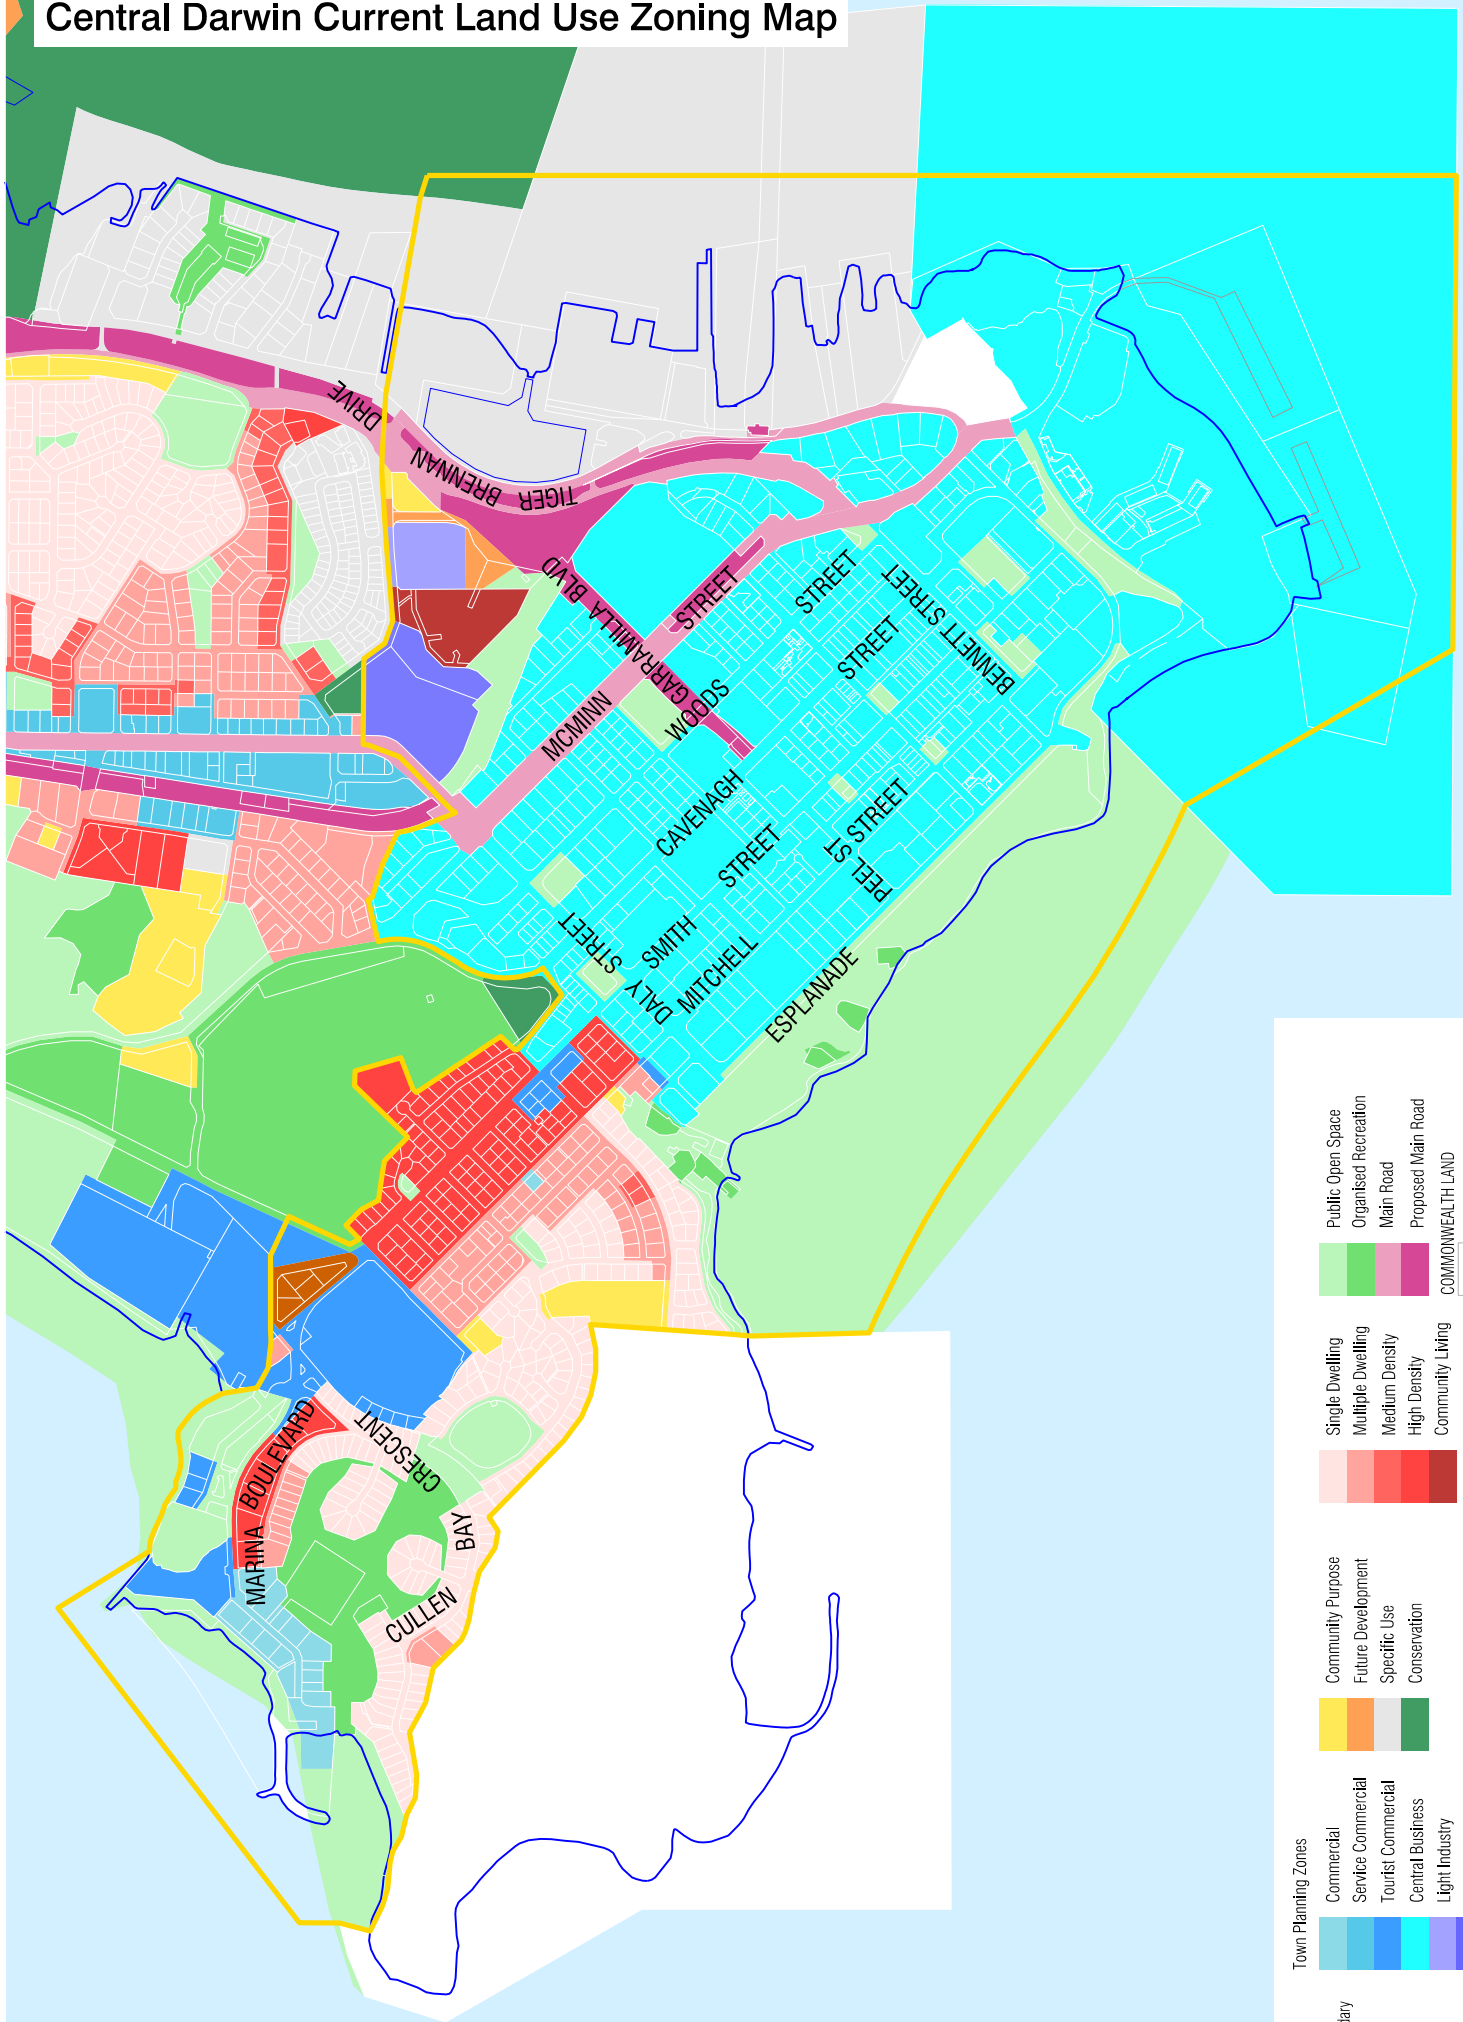 Central Darwin Current Land Use Zoning Map
DRIVE
BRENNAN
TIGER
GARRAMILLA BLVD
MCMINN
STREET
WOODS
STREET
CAVENAGH
STREET
BENNETT STREET
SMITH
STREET
MITCHELL
STREET
PEEL ST
DALY
STREET
ESPLANADE
MARINA
BOULEVARD
CULLEN
BAY
CRESCENT
Town Planning Zones
Commercial
Service Commercial
Tourist Commercial
Central Business
Light Industry
Community Purpose
Future Development
Specific Use
Conservation
Single Dwelling
Multiple Dwelling
Medium Density
High Density
Community Living
Public Open Space
Organised Recreation
Main Road
Proposed Main Road
COMMONWEALTH LAND